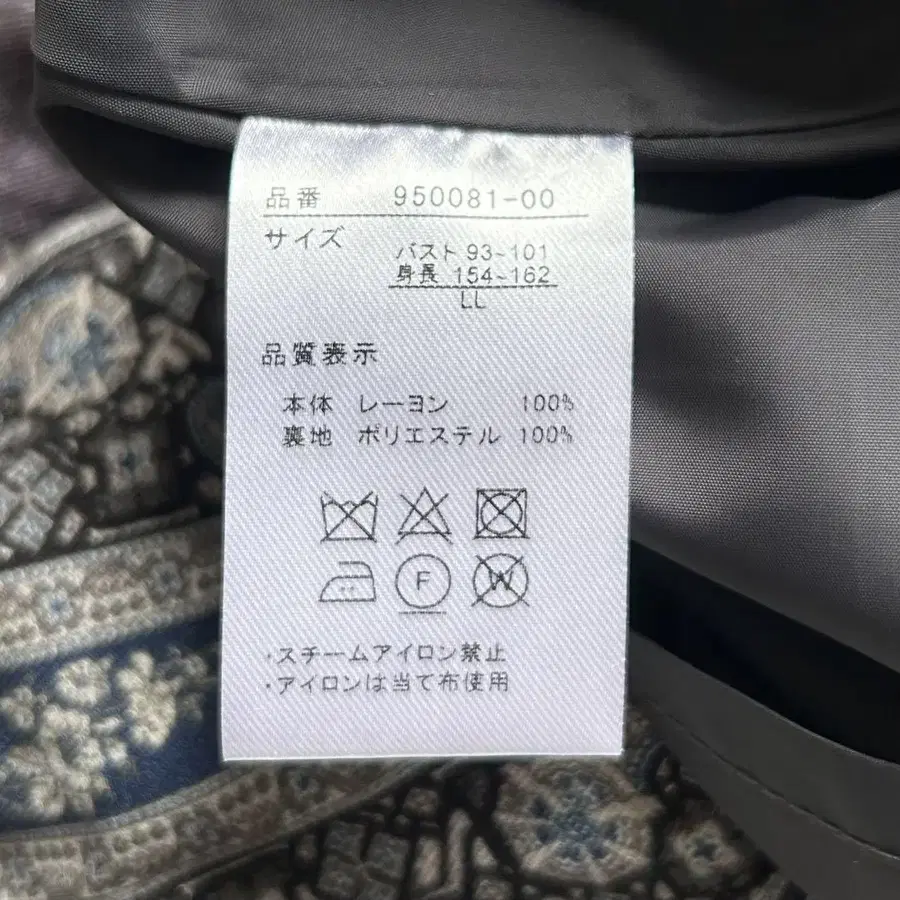 品番 950081-00
サイズ
バスト 93~101
身長 154~162
LL
品質表示
本体 レーヨン 100%
裏地 ポリエステル 100%
F W
・スチームアイロン禁止
・アイロンは当て布使用